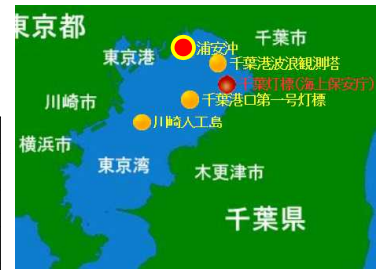 東京都
浦安沖
千葉市
東京港
千葉港波浪観測塔
千葉灯標(海上保安庁)
川崎市
千葉港口第一号灯標
川崎人工島
横浜市
東京湾
木更津市
千葉県